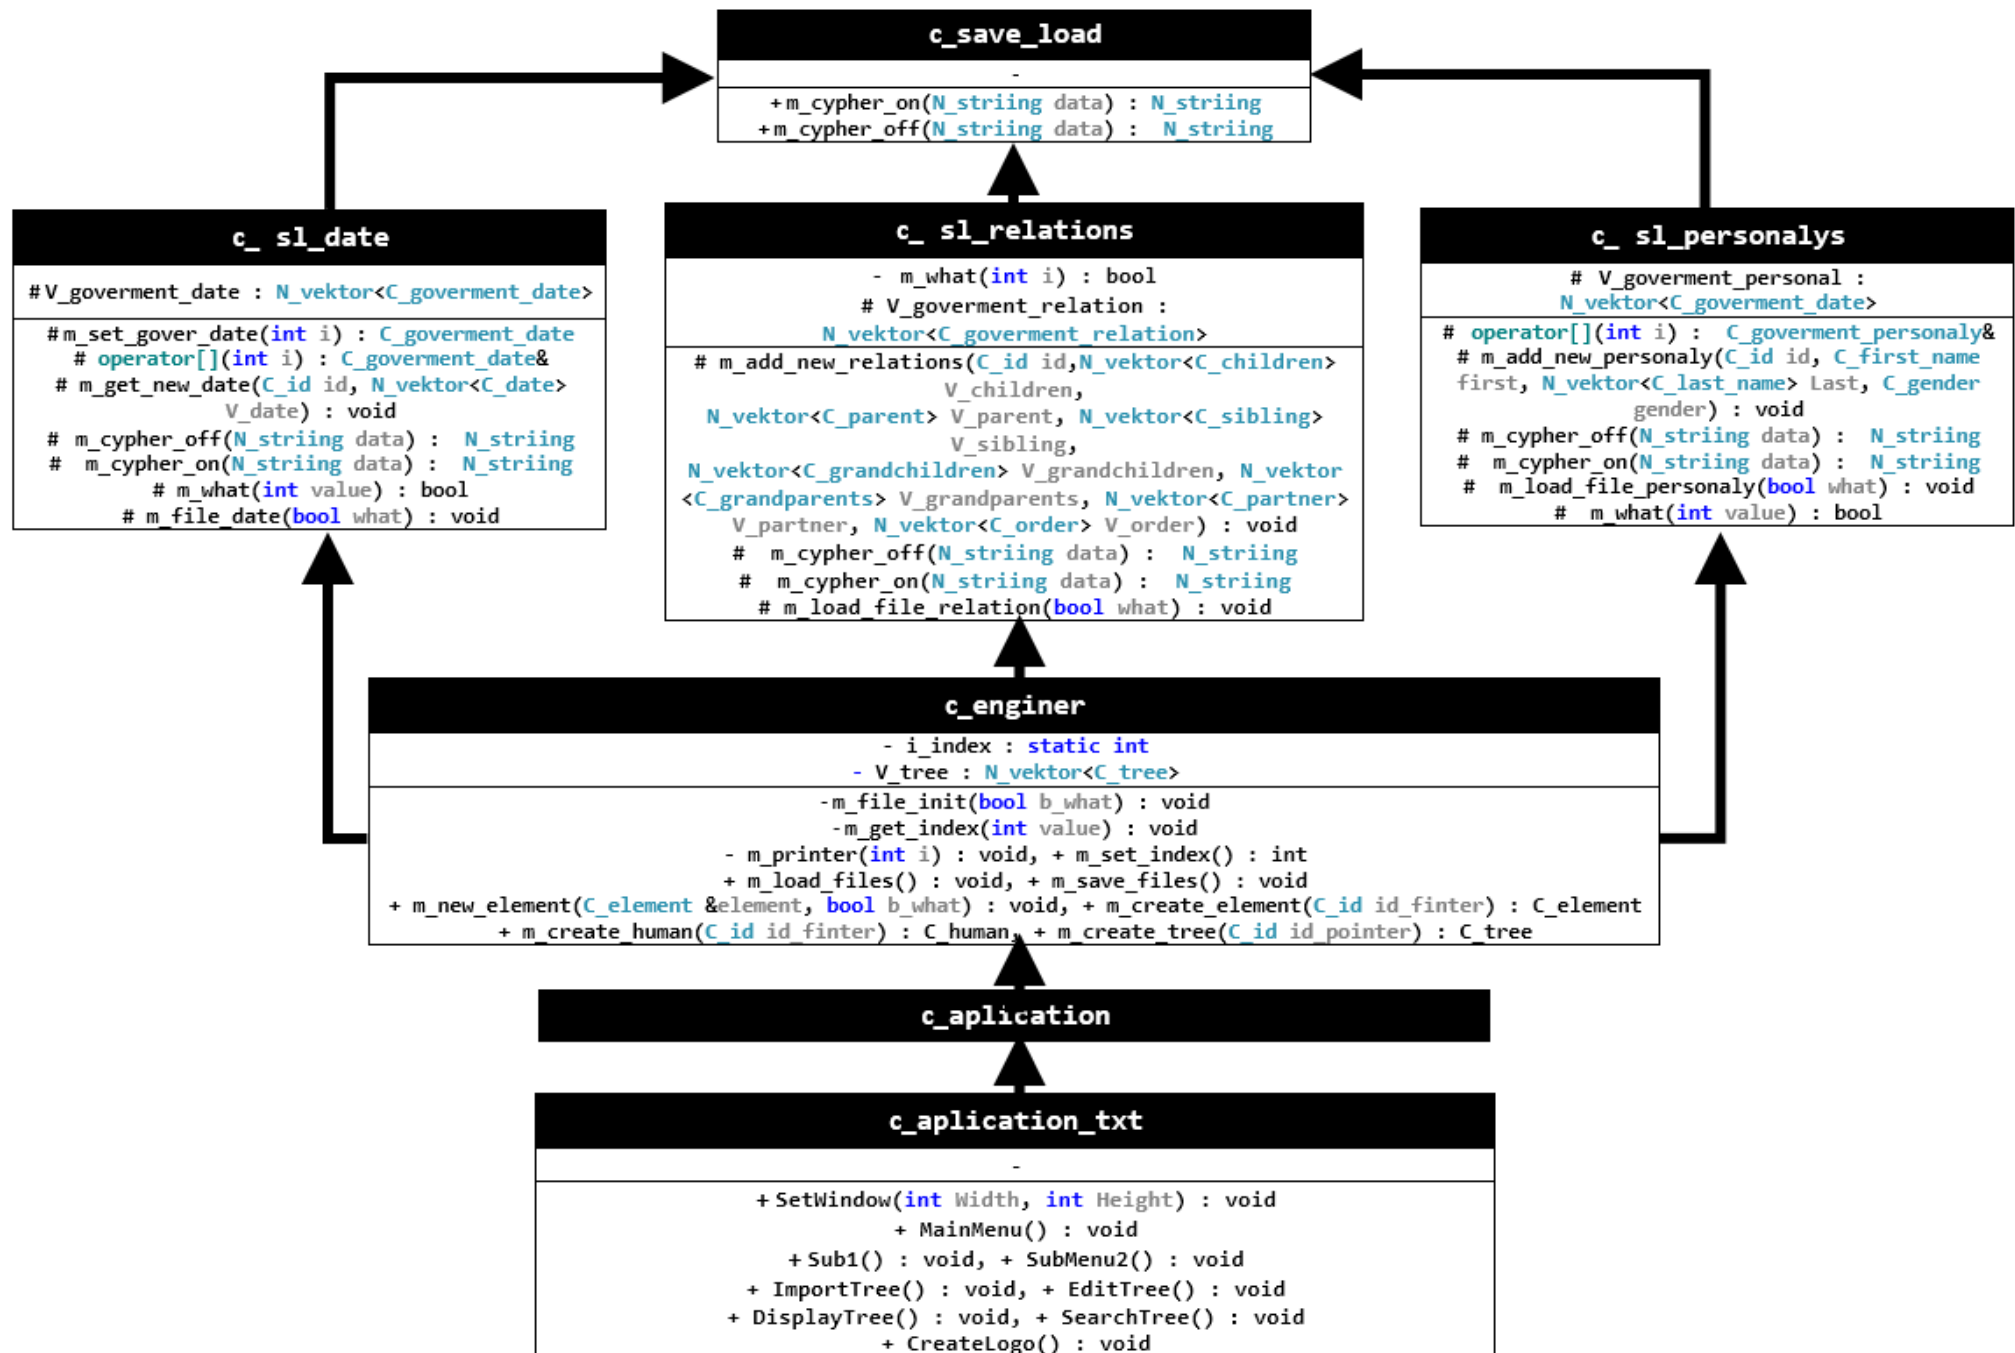 c_save_load
-
+m_cypher_on(N_striing data) : N_striing
+m_cypher_off(N_striing data) :  N_striing
c_ sl_date
#V_goverment_date : N_vektor<C_goverment_date>
#m_set_gover_date(int i) : C_goverment_date
# operator[](int i) : C_goverment_date&
# m_get_new_date(C_id id, N_vektor<C_date>
V_date) : void
# m_cypher_off(N_striing data) :  N_striing
#  m_cypher_on(N_striing data) :  N_striing
# m_what(int value) : bool
# m_file_date(bool what) : void
c_ sl_relations
- m_what(int i) : bool
# V_goverment_relation :
N_vektor<C_goverment_relation>
# m_add_new_relations(C_id id,N_vektor<C_children>
V_children,
N_vektor<C_parent> V_parent, N_vektor<C_sibling>
V_sibling,
N_vektor<C_grandchildren> V_grandchildren, N_vektor
<C_grandparents> V_grandparents, N_vektor<C_partner>
V_partner, N_vektor<C_order> V_order) : void
#  m_cypher_off(N_striing data) :  N_striing
#  m_cypher_on(N_striing data) :  N_striing
# m_load_file_relation(bool what) : void
c_ sl_personalys
# V_goverment_personal :
N_vektor<C_goverment_date>
# operator[](int i) :  C_goverment_personaly&
# m_add_new_personaly(C_id id, C_first_name
first, N_vektor<C_last_name> Last, C_gender
gender) : void
# m_cypher_off(N_striing data) :  N_striing
#  m_cypher_on(N_striing data) :  N_striing
#  m_load_file_personaly(bool what) : void
#  m_what(int value) : bool
c_enginer
- i_index : static int
- V_tree : N_vektor<C_tree>
-m_file_init(bool b_what) : void
-m_get_index(int value) : void
- m_printer(int i) : void, + m_set_index() : int
+ m_load_files() : void, + m_save_files() : void
+ m_new_element(C_element &element, bool b_what) : void, + m_create_element(C_id id_finter) : C_element
+ m_create_human(C_id id_finter) : C_human, + m_create_tree(C_id id_pointer) : C_tree
c_aplication
c_aplication_txt
-
+SetWindow(int Width, int Height) : void
+ MainMenu() : void
+Sub1() : void, + SubMenu2() : void
+ ImportTree() : void, + EditTree() : void
+ DisplayTree() : void, + SearchTree() : void
+ CreateLogo() : void